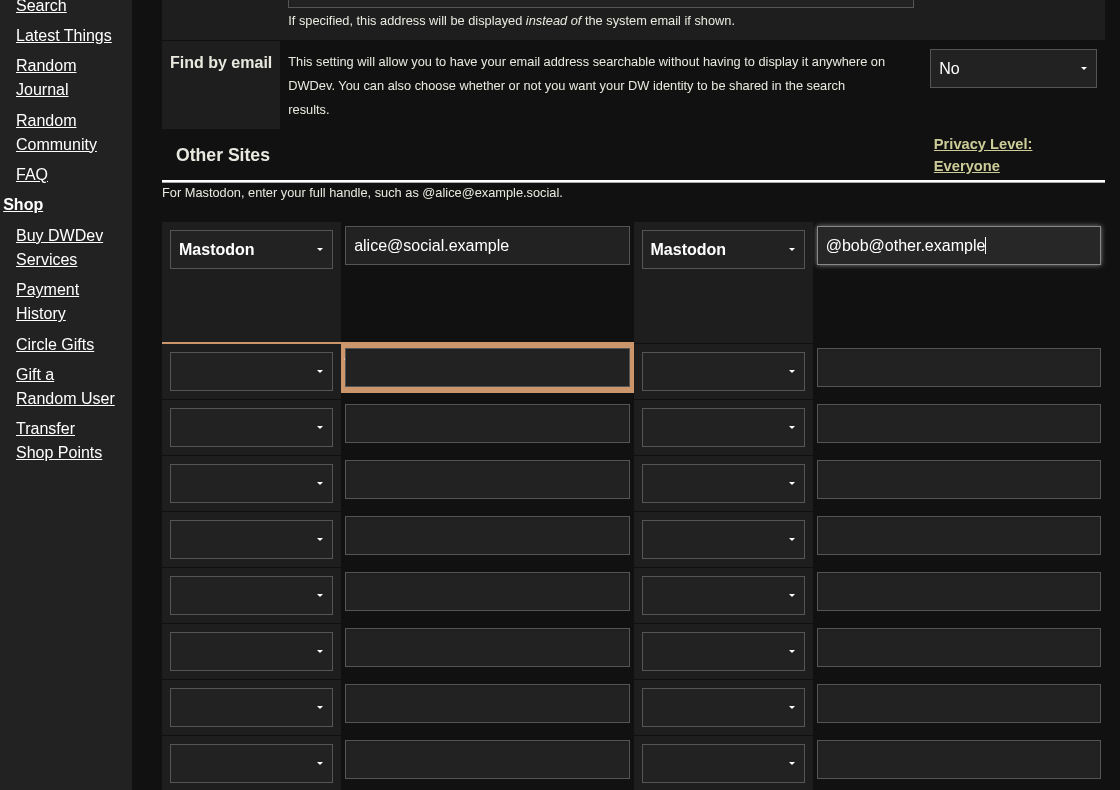 Search
Latest Things
Random
Journal
Random
Community
FAQ
Shop
Buy DWDev
Services
Payment
History
Circle Gifts
Gift a
Random User
Transfer
Shop Points
If specified, this address will be displayed instead of the system email if shown.
Find by email
This setting will allow you to have your email address searchable without having to display it anywhere on
DWDev. You can also choose whether or not you want your DW identity to be shared in the search
results.
No
Other Sites
Privacy Level:
Everyone
For Mastodon, enter your full handle, such as @alice@example.social.
Mastodon
alice@social.example
Mastodon
@bob@other.example